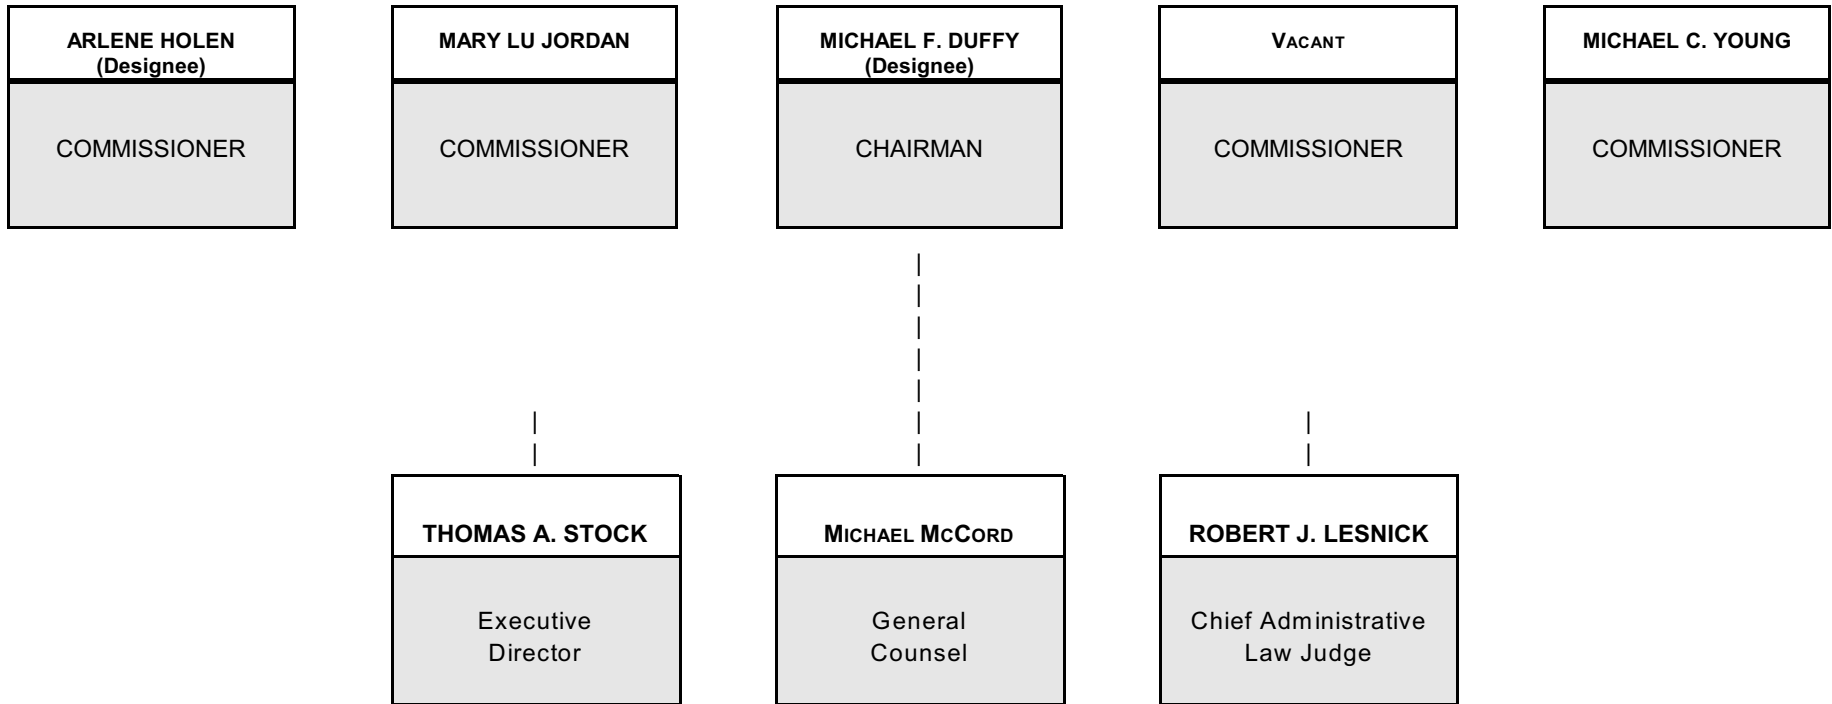 ARLENE HOLEN
(Designee)
COMMISSIONER
MARY LU JORDAN
COMMISSIONER
MICHAEL F. DUFFY
(Designee)
CHAIRMAN
VACANT
COMMISSIONER
MICHAEL C. YOUNG
COMMISSIONER
THOMAS A. STOCK
Executive
Director
MICHAEL MCCORD
General
Counsel
ROBERT J. LESNICK
Chief Administrative
Law Judge